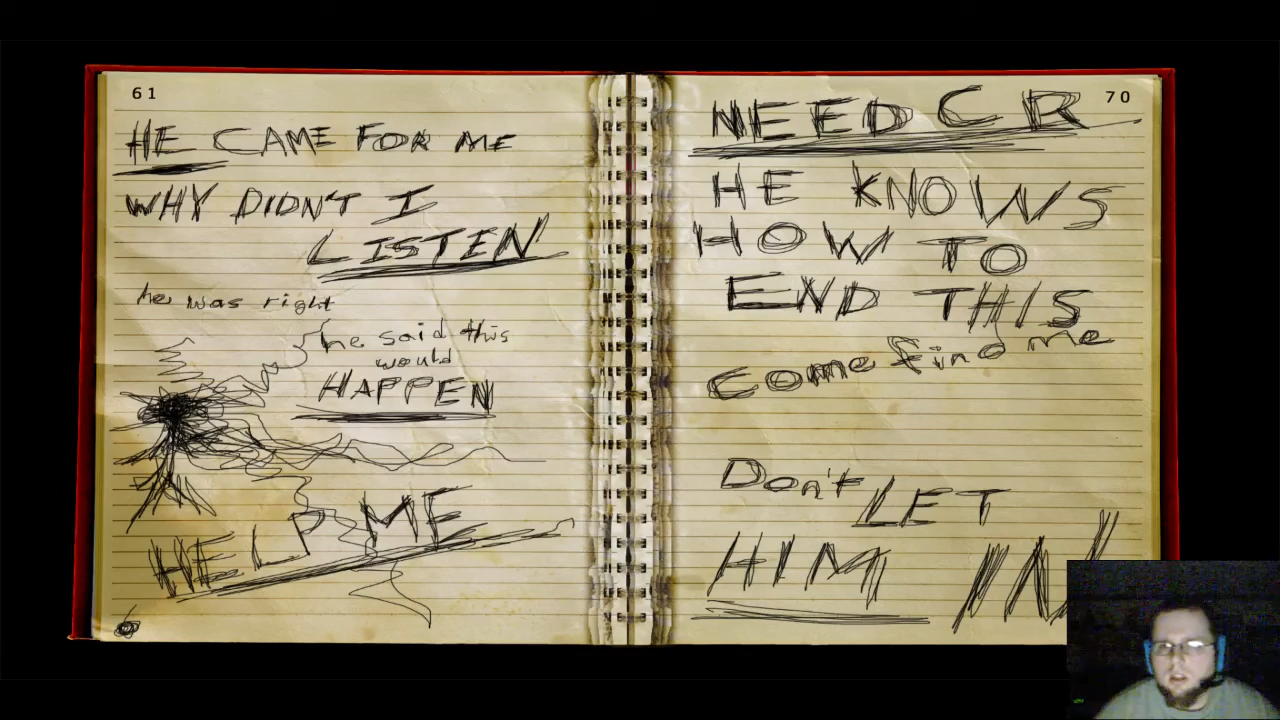 61
HE CAME FOR ME
WHY DIDN'T I
LISTEN
he was right
he said this
would
HAPPEN
HELP ME
70
NEED CR
HE KNOWS
HOW TO
END THIS
come find me
Don't LET
HIM IN